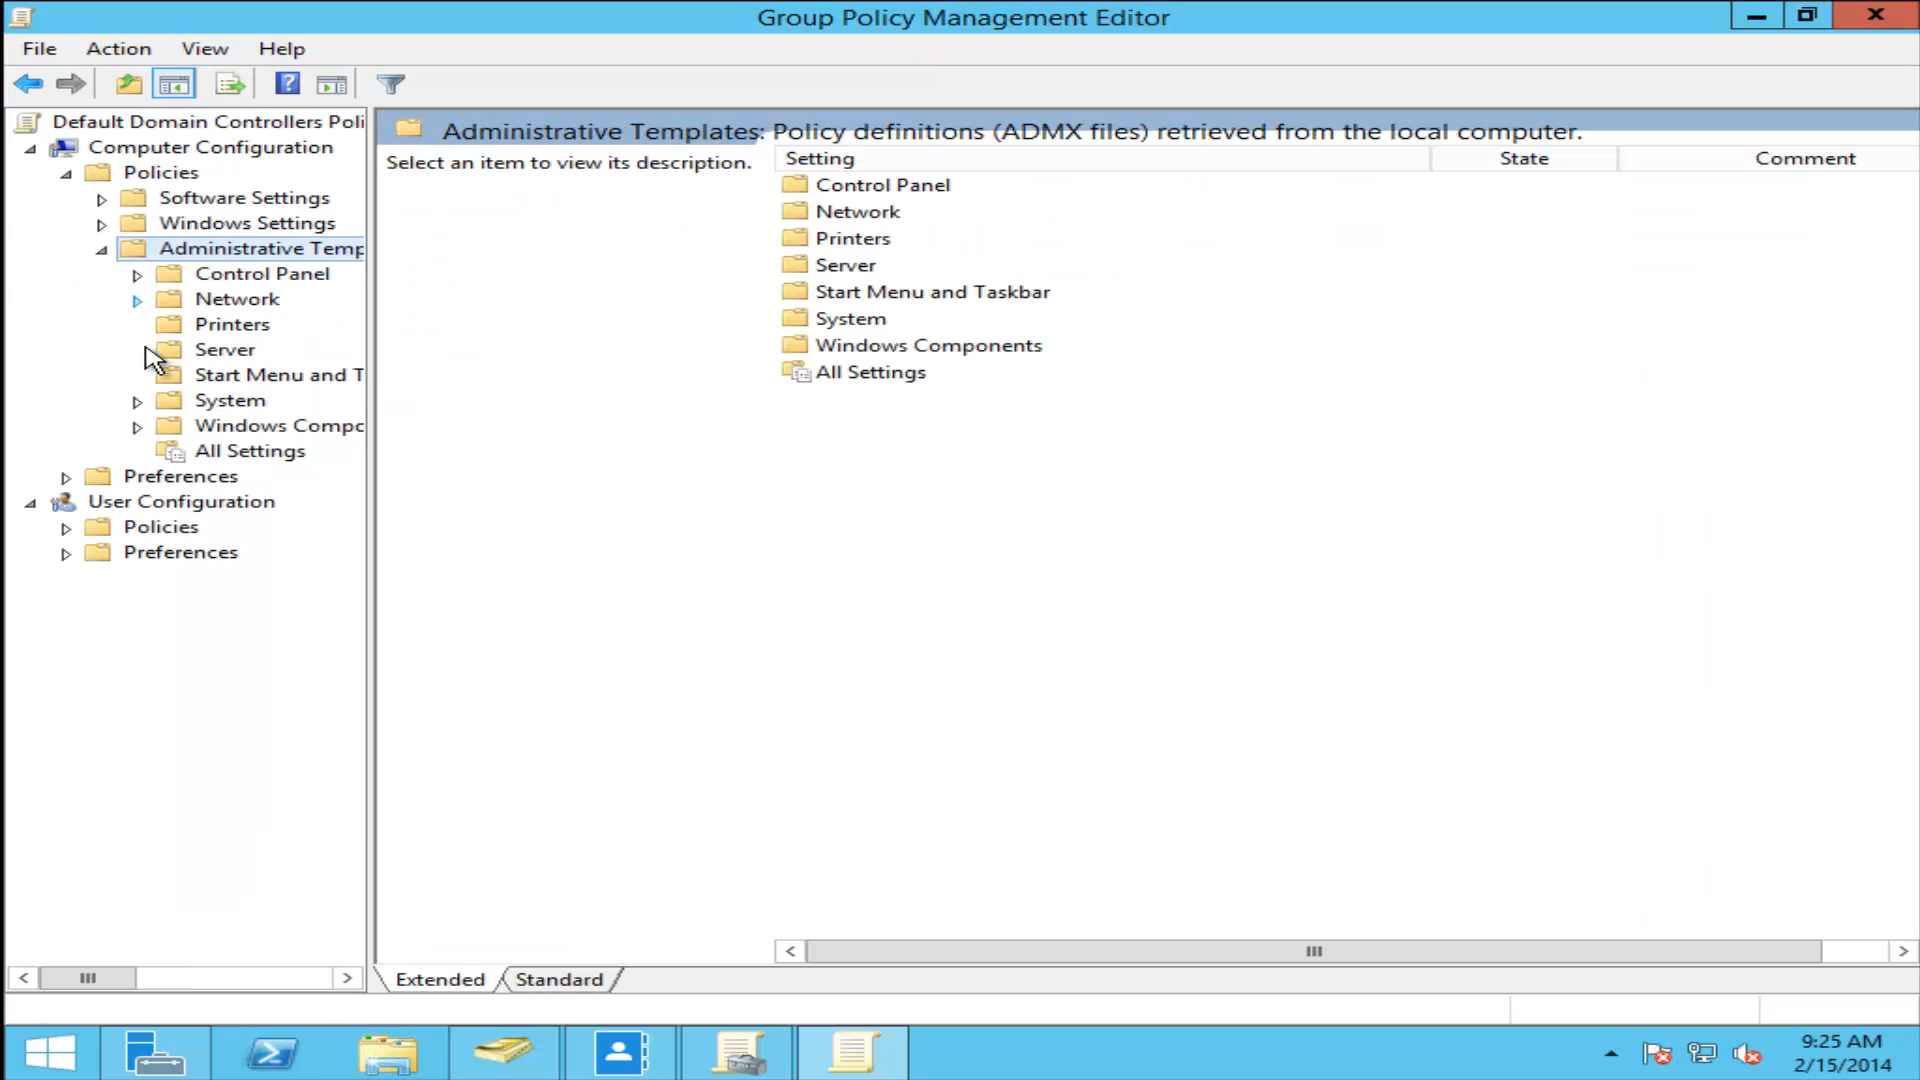 Group Policy Management Editor
File Action View Help
Default Domain Controllers Poli
Computer Configuration
Policies
Software Settings
Windows Settings
Administrative Temp
Control Panel
Network
Printers
Server
Start Menu and T
System
Windows Compo
All Settings
Preferences
User Configuration
Policies
Preferences
Administrative Templates: Policy definitions (ADMX files) retrieved from the local computer.
Select an item to view its description.
Setting State Comment
Control Panel
Network
Printers
Server
Start Menu and Taskbar
System
Windows Components
All Settings
Extended Standard
9:25 AM
2/15/2014